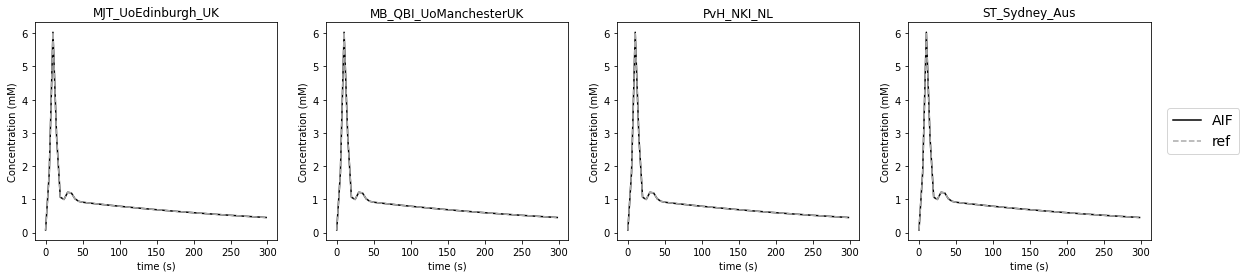 MJT_UoEdinburgh_UK
Concentration (mM)
6
5
4
3
2
1
0
0 50 100 150 200 250 300
time (s)
MB_QBI_UoManchesterUK
Concentration (mM)
6
5
4
3
2
1
0
0 50 100 150 200 250 300
time (s)
PvH_NKI_NL
Concentration (mM)
6
5
4
3
2
1
0
0 50 100 150 200 250 300
time (s)
ST_Sydney_Aus
Concentration (mM)
6
5
4
3
2
1
0
0 50 100 150 200 250 300
time (s)
AIF
ref